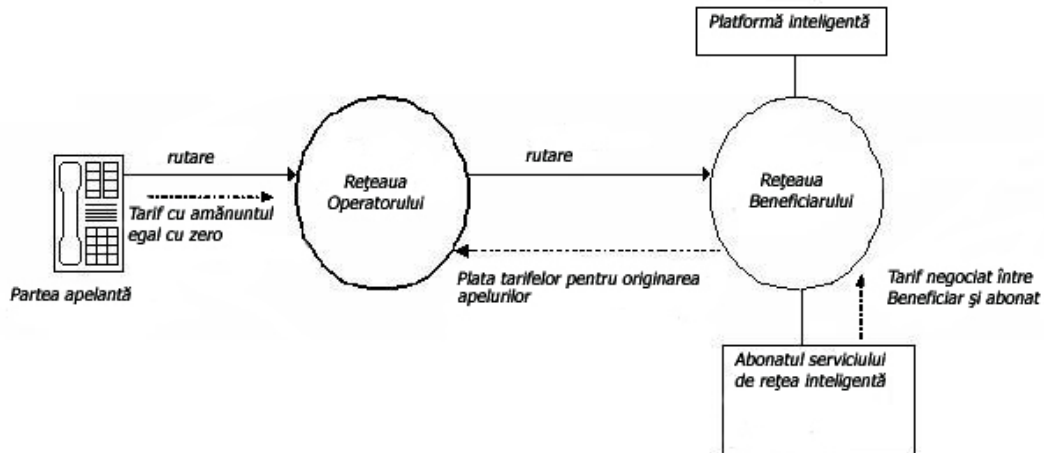 Platformă inteligentă
rutare
rutare
Reţeaua
Operatorului
Reţeaua
Beneficiarului
Tarif cu amănuntul
egal cu zero
Partea apelantă
Plata tarifelor pentru originarea
apelurilor
Tarif negociat între
Beneficiar şi abonat
Abonatul serviciului
de reţea inteligentă